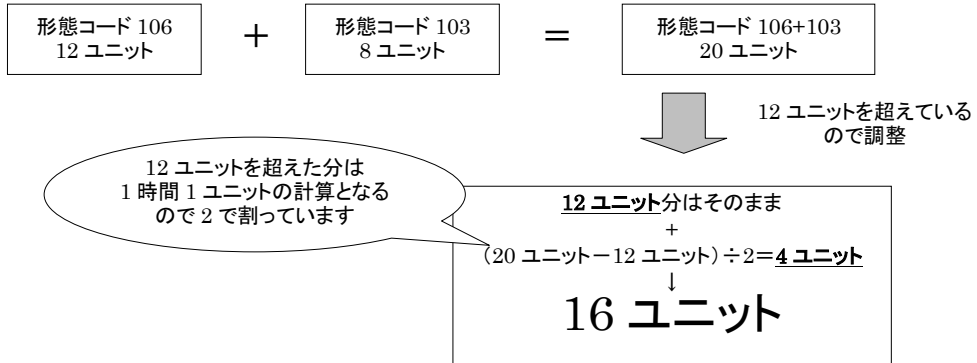 形態コード 106
12 ユニット
+
形態コード 103
8 ユニット
=
形態コード 106+103
20 ユニット
12 ユニットを超えている
ので調整
12 ユニットを超えた分は
1 時間 1 ユニットの計算となる
ので 2 で割っています
12 ユニット分はそのまま
+
(20 ユニット－12 ユニット)÷2＝4 ユニット
↓
16 ユニット